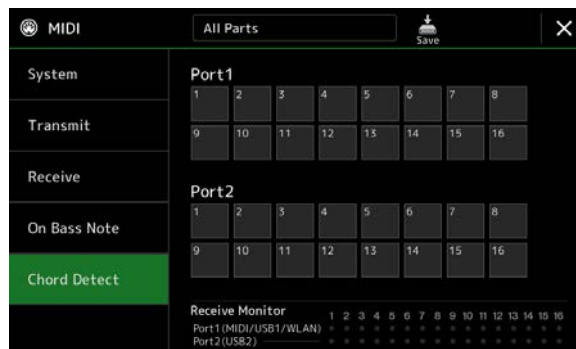 MIDI
All Parts
Save
System
Transmit
Receive
On Bass Note
Chord Detect
Port1
1 2 3 4 5 6 7 8
9 10 11 12 13 14 15 16
Port2
1 2 3 4 5 6 7 8
9 10 11 12 13 14 15 16
Receive Monitor 1 2 3 4 5 6 7 8 9 10 11 12 13 14 15 16
Port1(MIDI/USB1/WLAN)
Port2(USB2)